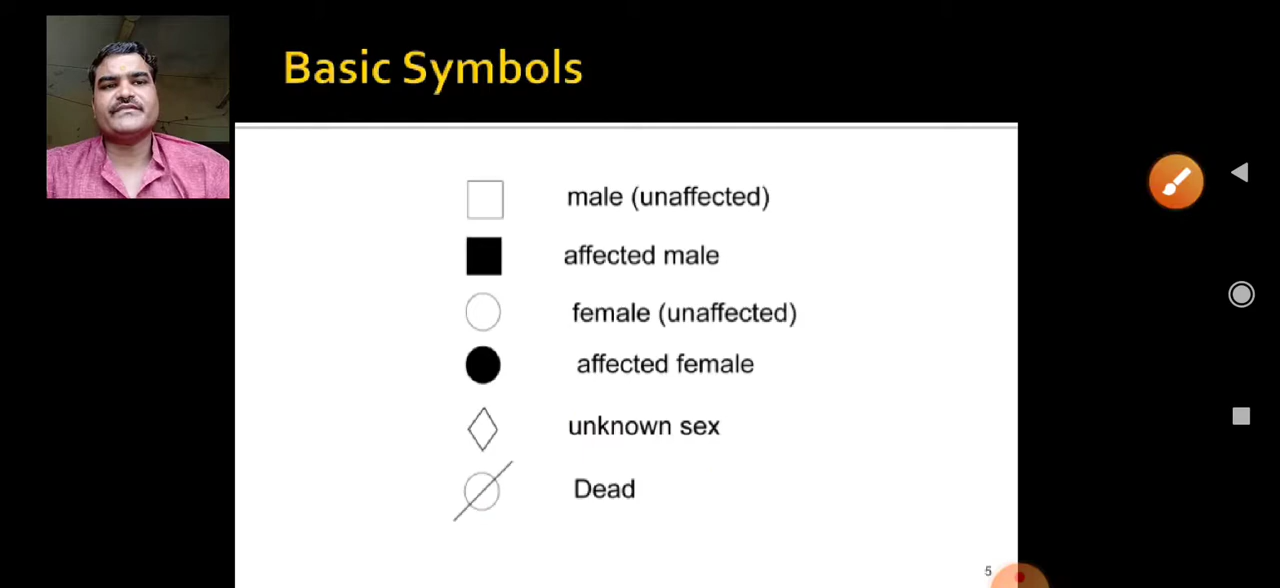 Basic Symbols
male (unaffected)
affected male
female (unaffected)
affected female
unknown sex
Dead
5